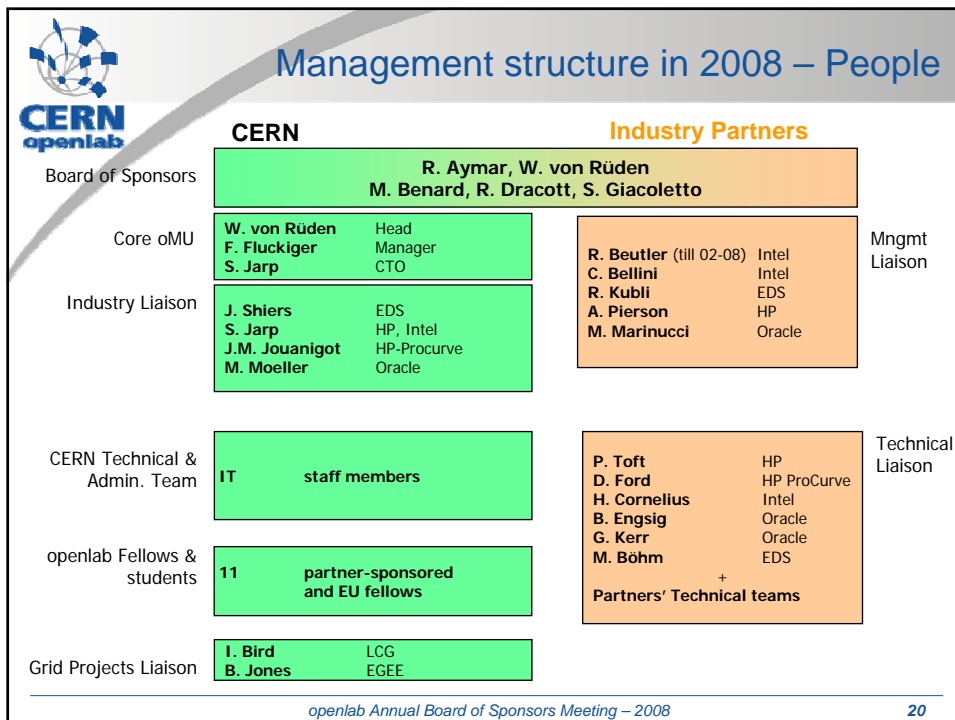 CERN
openlab
Management structure in 2008 – People
CERN
Industry Partners
Board of Sponsors
R. Aymar, W. von Rüden
M. Benard, R. Dracott, S. Giacoletto
Core oMU
W. von Rüden Head
F. Fluckiger Manager
S. Jarp CTO
Industry Liaison
J. Shiers EDS
S. Jarp HP, Intel
J.M. Jouanigot HP-Procurve
M. Moeller Oracle
R. Beutler (till 02-08) Intel
C. Bellini Intel
R. Kubli EDS
A. Pierson HP
M. Marinucci Oracle
Mngmt
Liaison
CERN Technical &
Admin. Team
IT staff members
openlab Fellows &
students
11 partner-sponsored
and EU fellows
P. Toft HP
D. Ford HP ProCurve
H. Cornelius Intel
B. Engsig Oracle
G. Kerr Oracle
M. Böhm EDS
+
Partners' Technical teams
Technical
Liaison
Grid Projects Liaison
I. Bird LCG
B. Jones EGEE
openlab Annual Board of Sponsors Meeting – 2008
20